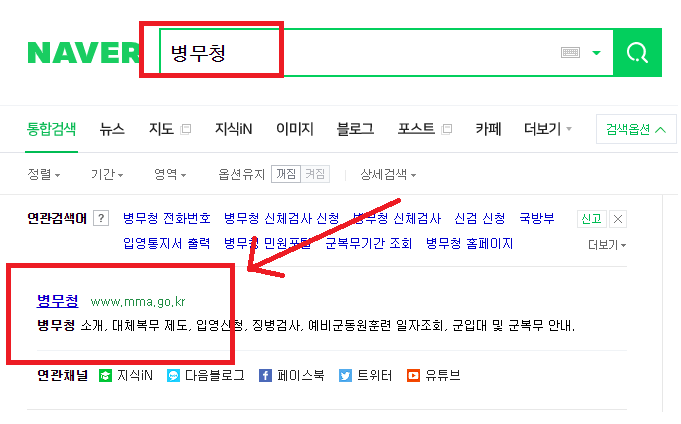 NAVER 병무청
통합검색 뉴스 지도 지식iN 이미지 블로그 포스트 카페 더보기 검색옵션
정렬 기간 영역 옵션유지 꺼짐 켜짐 상세검색
연관검색어 ? 병무청 전화번호 병무청 신체검사 신청 병무청 신체검사 신검 신청 국방부 신고
입영통지서 출력 병무청 민원포털 군복무기간 조회 병무청 홈페이지 더보기
병무청 www.mma.go.kr
병무청 소개, 대체복무 제도, 입영신청, 징병검사, 예비군동원훈련 일자조회, 군입대 및 군복무 안내.
연관채널 지식iN 다음블로그 페이스북 트위터 유튜브